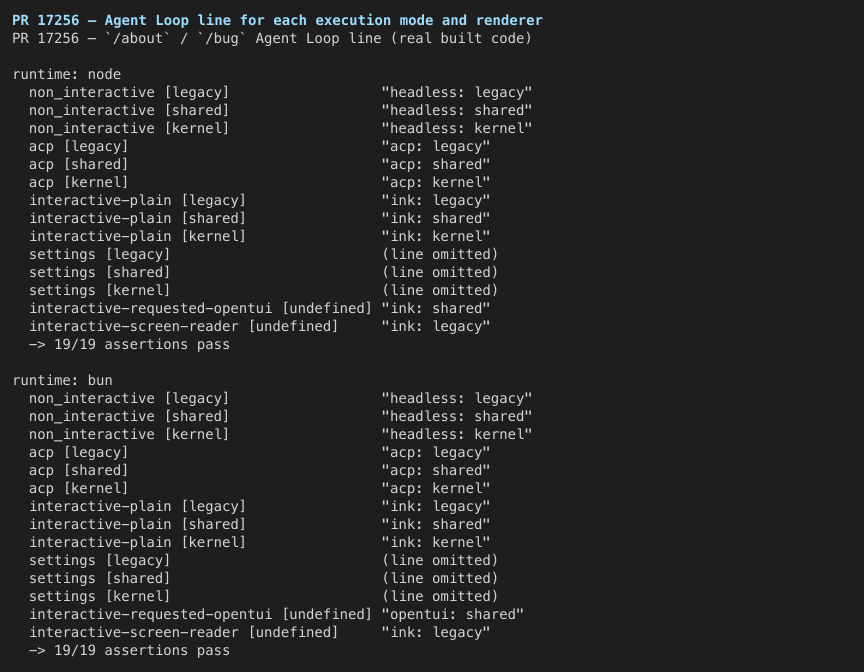 PR 17256 — Agent Loop line for each execution mode and renderer
PR 17256 — `/about` / `/bug` Agent Loop line (real built code)
runtime: node
non_interactive [legacy] "headless: legacy"
non_interactive [shared] "headless: shared"
non_interactive [kernel] "headless: kernel"
acp [legacy] "acp: legacy"
acp [shared] "acp: shared"
acp [kernel] "acp: kernel"
interactive-plain [legacy] "ink: legacy"
interactive-plain [shared] "ink: shared"
interactive-plain [kernel] "ink: kernel"
settings [legacy] (line omitted)
settings [shared] (line omitted)
settings [kernel] (line omitted)
interactive-requested-opentui [undefined] "ink: shared"
interactive-screen-reader [undefined] "ink: legacy"
-> 19/19 assertions pass
runtime: bun
non_interactive [legacy] "headless: legacy"
non_interactive [shared] "headless: shared"
non_interactive [kernel] "headless: kernel"
acp [legacy] "acp: legacy"
acp [shared] "acp: shared"
acp [kernel] "acp: kernel"
interactive-plain [legacy] "ink: legacy"
interactive-plain [shared] "ink: shared"
interactive-plain [kernel] "ink: kernel"
settings [legacy] (line omitted)
settings [shared] (line omitted)
settings [kernel] (line omitted)
interactive-requested-opentui [undefined] "opentui: shared"
interactive-screen-reader [undefined] "ink: legacy"
-> 19/19 assertions pass